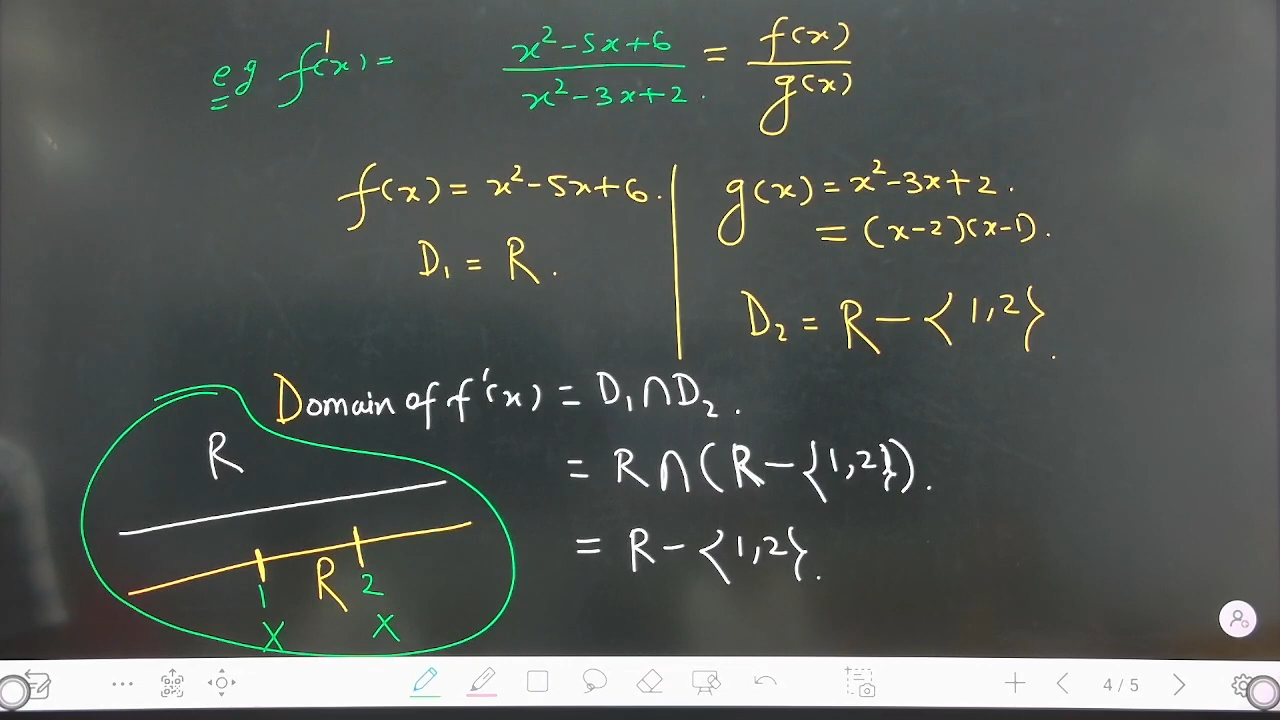 eg f'(x) = x²-5x+6 / x²-3x+2. = f(x) / g(x)
f(x) = x²-5x+6.
D₁ = R.
g(x) = x²-3x+2.
= (x-2)(x-1).
D₂ = R - {1,2}.
Domain of f'(x) = D₁∩D₂.
= R∩(R-{1,2}).
= R-{1,2}.
R
1 R 2
X X
4/5